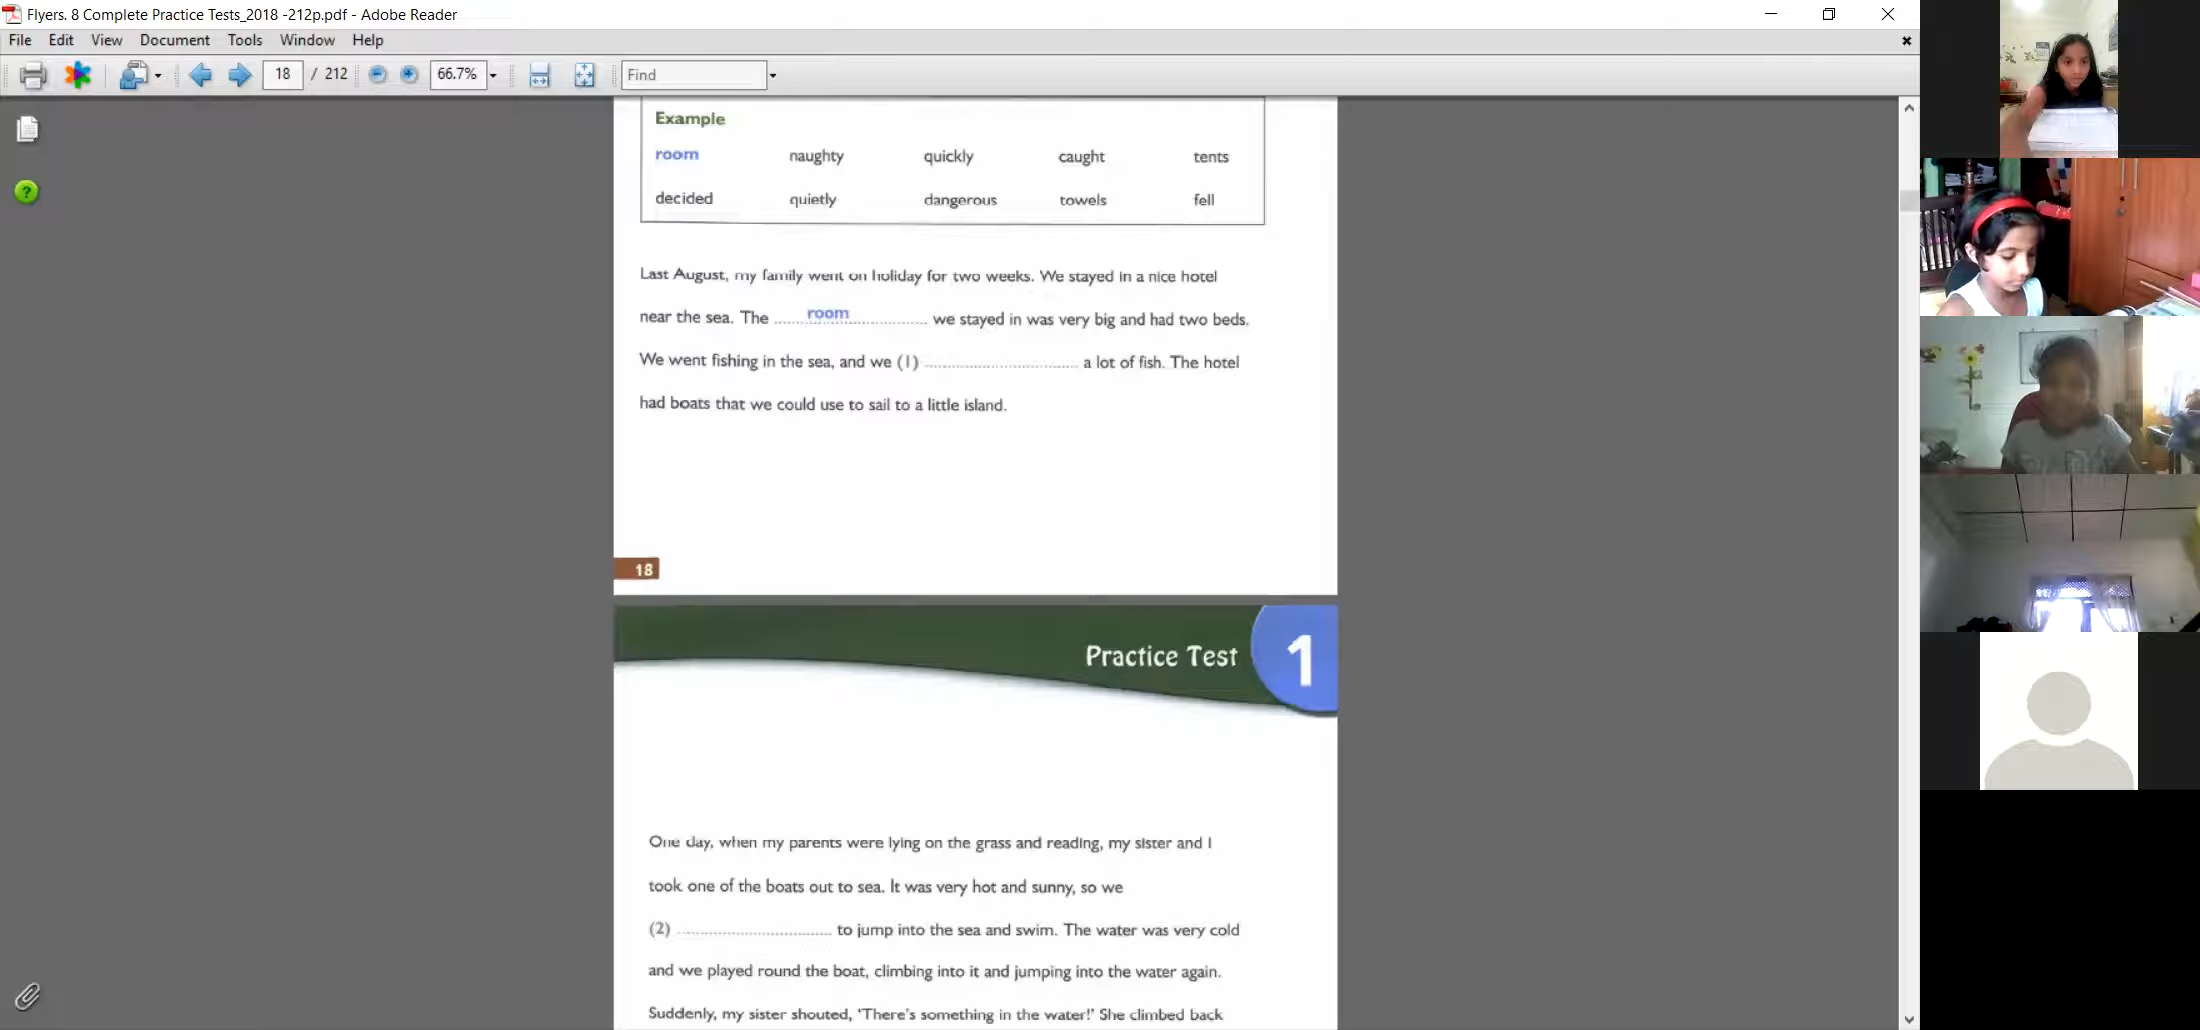 Flyers. 8 Complete Practice Tests_2018 -212p.pdf - Adobe Reader
File Edit View Document Tools Window Help
18 / 212 66.7% Find
Example
room naughty quickly caught tents
decided quietly dangerous towels fell
Last August, my family went on holiday for two weeks. We stayed in a nice hotel
near the sea. The room we stayed in was very big and had two beds.
We went fishing in the sea, and we (1) a lot of fish. The hotel
had boats that we could use to sail to a little island.
18
Practice Test 1
One day, when my parents were lying on the grass and reading, my sister and I
took one of the boats out to sea. It was very hot and sunny, so we
(2) to jump into the sea and swim. The water was very cold
and we played round the boat, climbing into it and jumping into the water again.
Suddenly, my sister shouted, 'There's something in the water!' She climbed back